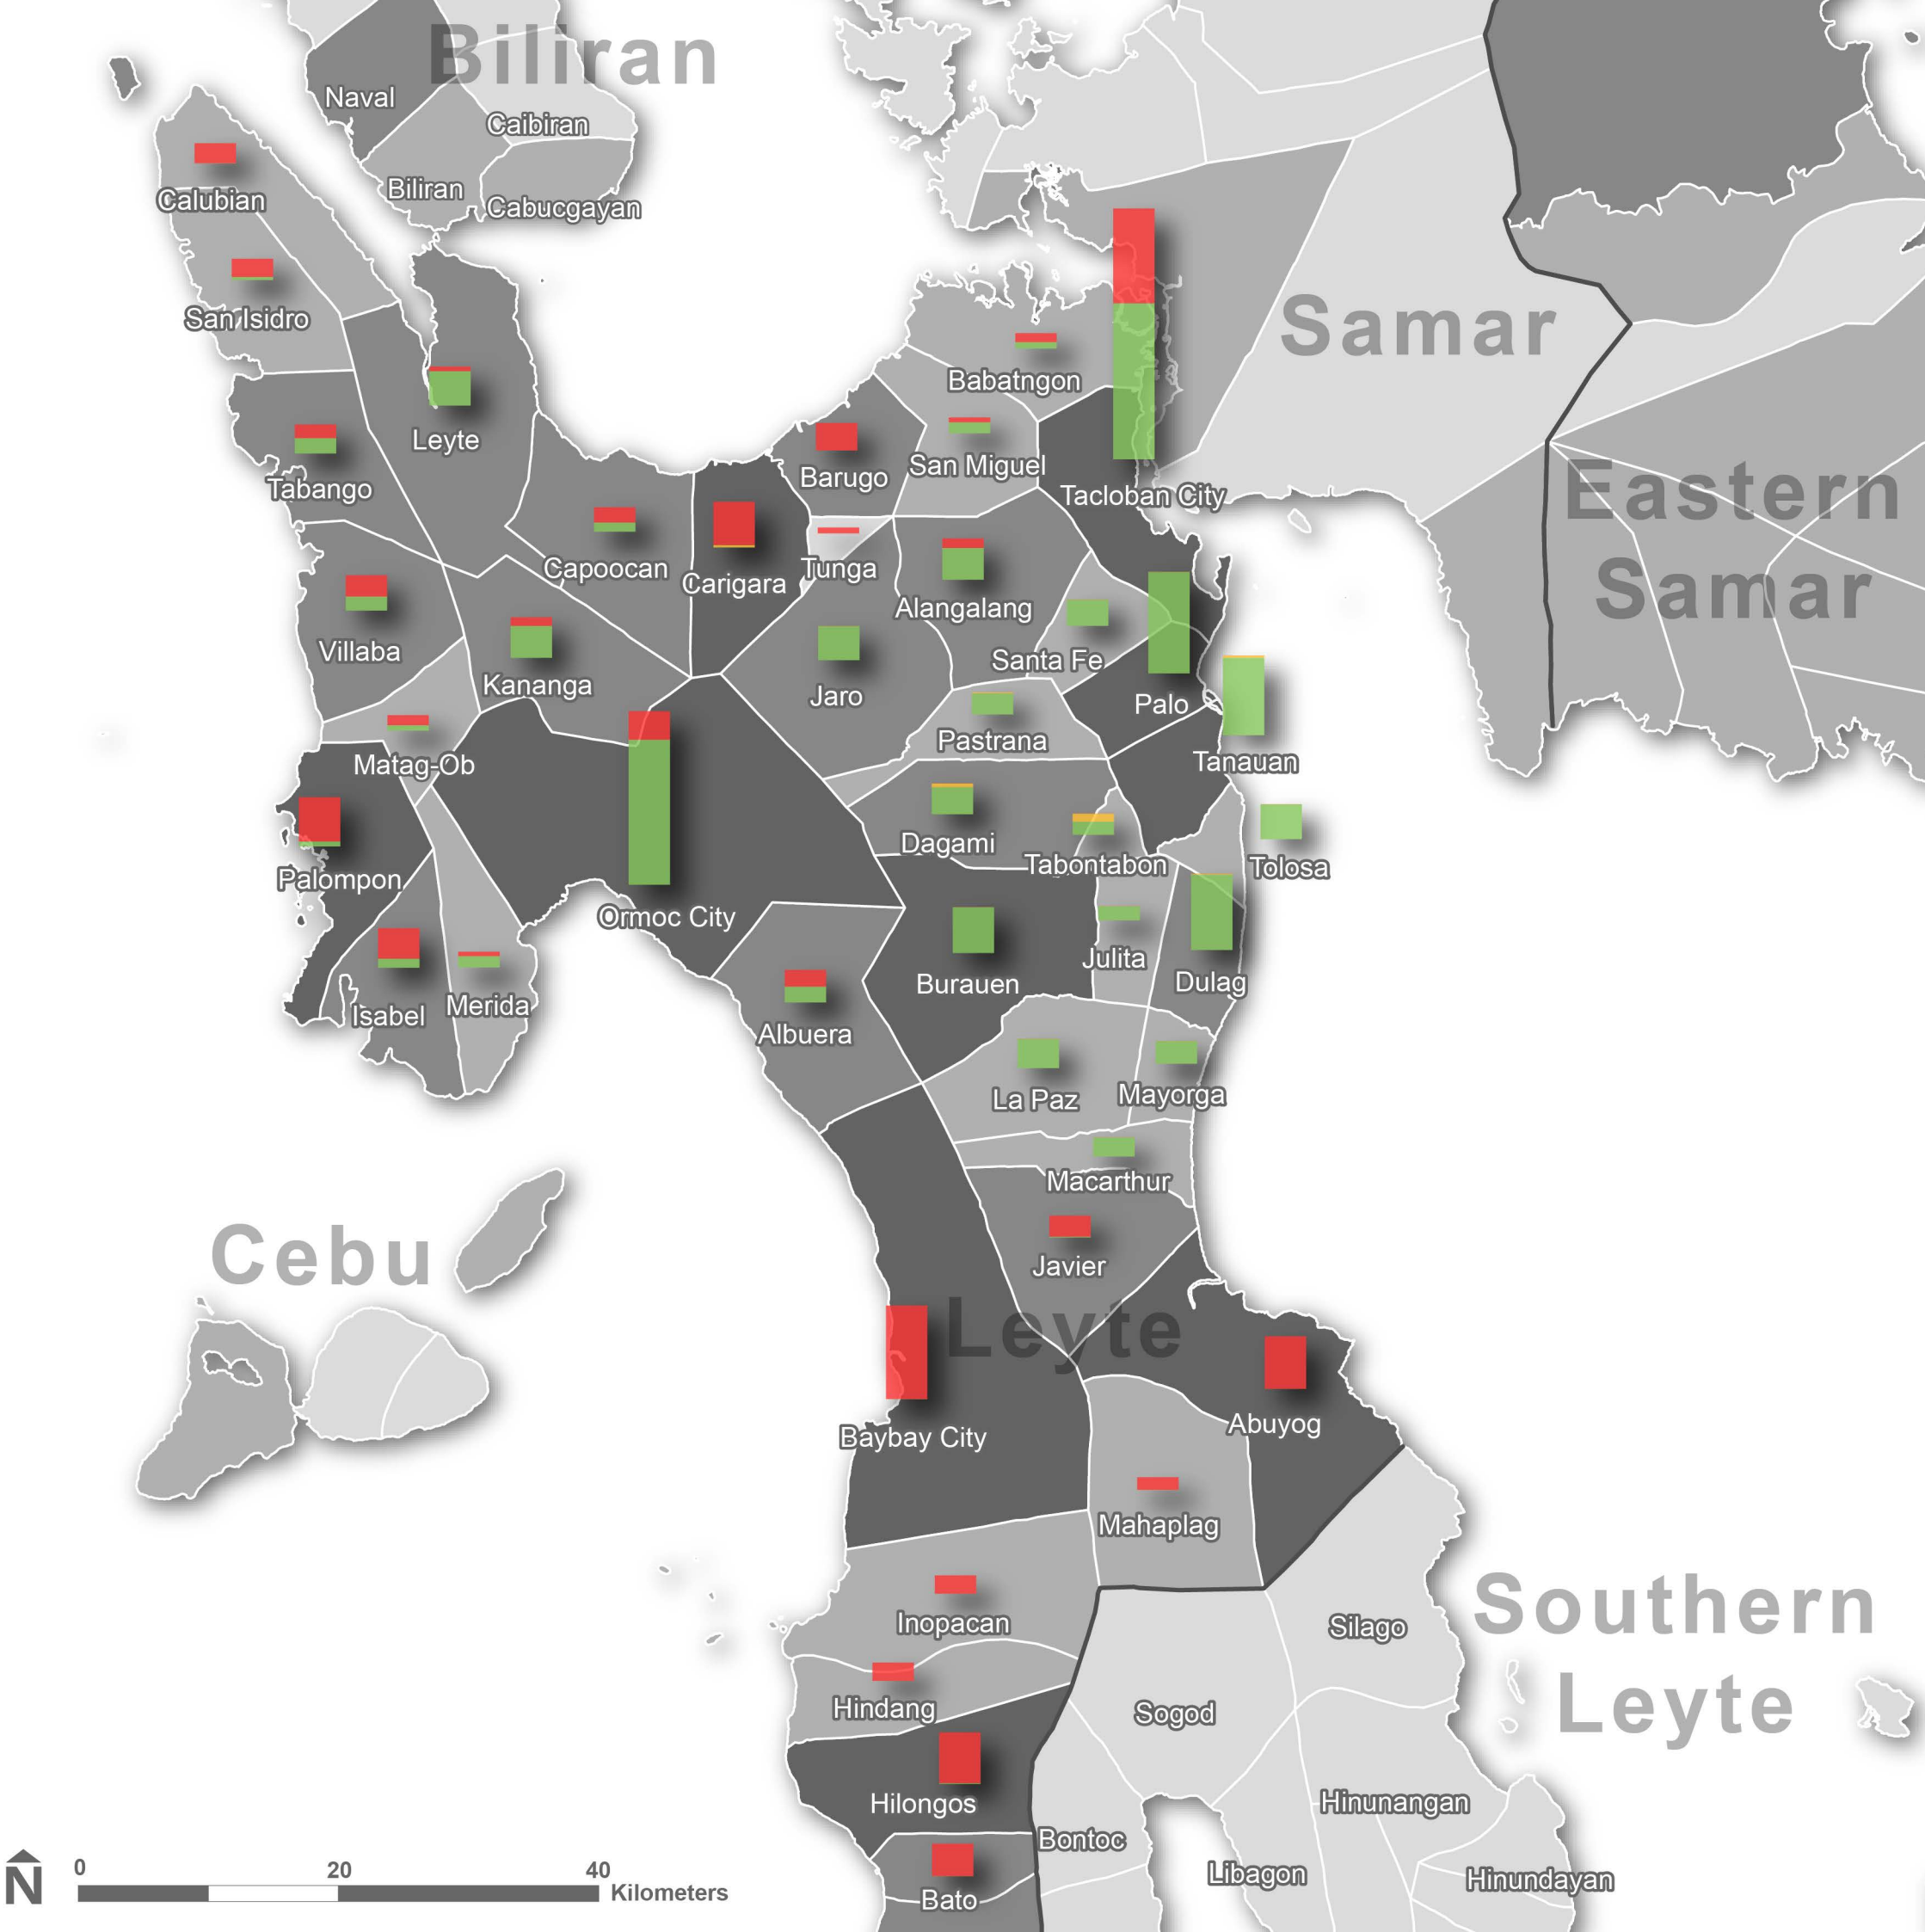 Biliran
Naval
Caibiran
Biliran
Cabucgayan
Calubian
San Isidro
Samar
Babatngon
Leyte
Tabango
Barugo
San Miguel
Tacloban City
Eastern
Samar
Capoocan
Carigara
Tunga
Alangalang
Villaba
Kananga
Santa Fe
Jaro
Palo
Pastrana
Tanauan
Matag-Ob
Dagami
Tabontabon
Tolosa
Palompon
Ormoc City
Burauen
Julita
Dulag
Isabel
Merida
Albuera
La Paz
Mayorga
Macarthur
Cebu
Javier
Leyte
Abuyog
Baybay City
Mahaplag
Inopacan
Silago
Southern
Leyte
Hindang
Sogod
Hilongos
Hinunangan
Bontoc
Libagon
Hinundayan
Bato
N
0 20 40
Kilometers